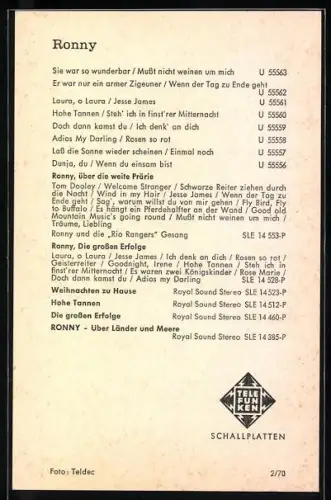 Ronny
Sie war so wunderbar / Mußt nicht weinen um mich U 55563
Er war nur ein armer Zigeuner / Wenn der Tag zu Ende geht
U 55562
Laura, o Laura / Jesse James U 55561
Hohe Tannen / Steh' ich in finst'rer Mitternacht U 55560
Doch dann kamst du / Ich denk' an dich U 55559
Adios My Darling / Rosen so rot U 55558
Laß die Sonne wieder scheinen / Einmal noch U 55557
Dunja, du / Wenn du einsam bist U 55556
Ronny, über die weite Prärie
Tom Dooley / Welcome Stranger / Schwarze Reiter ziehen durch
die Nacht / Wind in my Hair / Jesse James / Wenn der Tag zu
Ende geht / Sag', warum willst du von mir gehen / Fly Bird, Fly
to Buffalo / Es hängt ein Pferdehalfter an der Wand / Good old
Mountain Music's going round / Mußt nicht weinen um mich /
Träume, Liebling
Ronny und die „Rio Rangers" Gesang SLE 14 553-P
Ronny, Die großen Erfolge
Laura, o Laura / Jesse James / Ich denk an dich / Rosen so rot /
Geisterreiter / Goodnight, Irene / Hohe Tannen / Steh ich in
finst'rer Mitternacht / Es waren zwei Königskinder / Rose Marie /
Doch dann kamst du / Adios my Darling SLE 14 528-P
Weihnachten zu Hause Royal Sound Stereo SLE 14 523-P
Hohe Tannen Royal Sound Stereo SLE 14 512-P
Die großen Erfolge Royal Sound Stereo SLE 14 460-P
RONNY - Uber Länder und Meere
Royal Sound Stereo SLE 14 385-P
TELE
FUN
KEN
SCHALLPLATTEN
Foto: Teldec 2/70